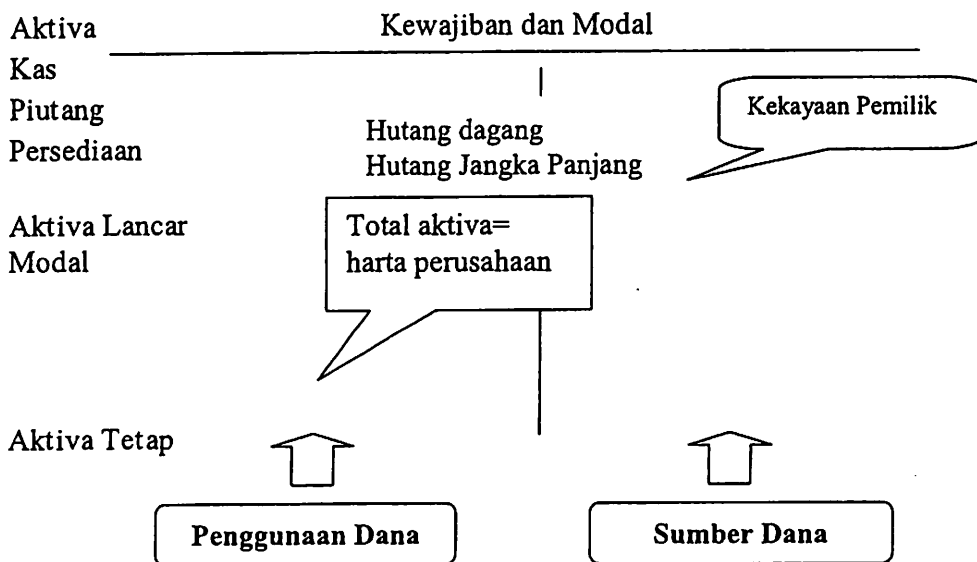 Aktiva
Kewajiban dan Modal
Kas
Piutang
Persediaan
Hutang dagang
Hutang Jangka Panjang
Kekayaan Pemilik
Aktiva Lancar
Modal
Total aktiva=
harta perusahaan
Aktiva Tetap
Penggunaan Dana
Sumber Dana